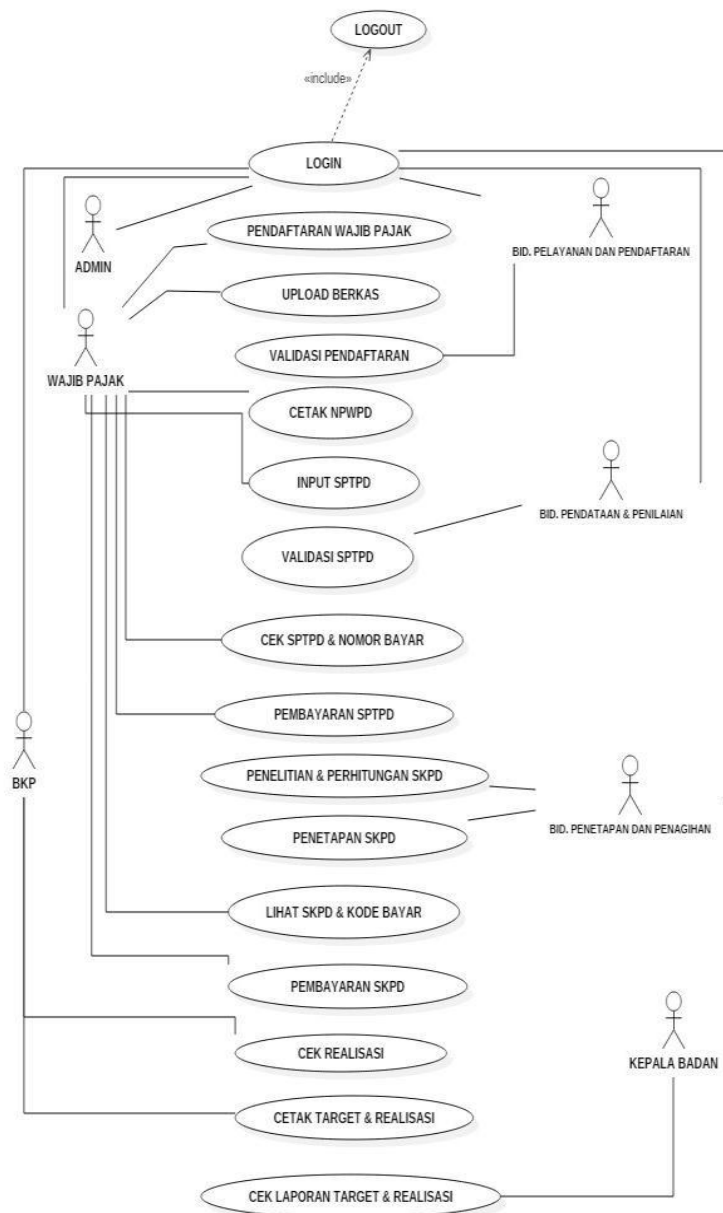 LOGOUT
«include»
LOGIN
PENDAFTARAN WAJIB PAJAK
ADMIN
BID. PELAYANAN DAN PENDAFTARAN
UPLOAD BERKAS
VALIDASI PENDAFTARAN
WAJIB PAJAK
CETAK NPWPD
INPUT SPTPD
BID. PENDATAAN & PENILAIAN
VALIDASI SPTPD
CEK SPTPD & NOMOR BAYAR
PEMBAYARAN SPTPD
PENELITIAN & PERHITUNGAN SKPD
BKP
BID. PENETAPAN DAN PENAGIHAN
PENETAPAN SKPD
LIHAT SKPD & KODE BAYAR
PEMBAYARAN SKPD
CEK REALISASI
KEPALA BADAN
CETAK TARGET & REALISASI
CEK LAPORAN TARGET & REALISASI